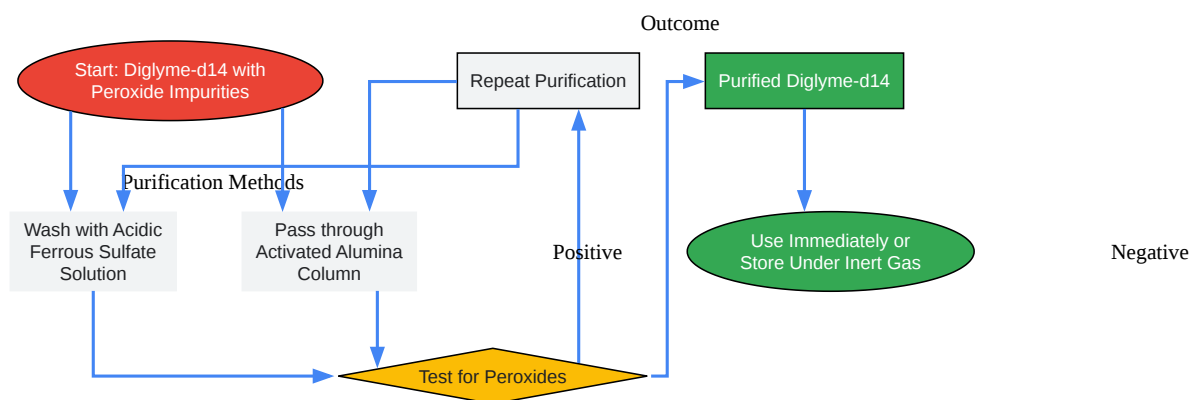 Outcome
Start: Diglyme-d14 with
Peroxide Impurities
Repeat Purification
Purified Diglyme-d14
Purification Methods
Wash with Acidic
Ferrous Sulfate
Solution
Pass through
Activated Alumina
Column
Positive
Use Immediately or
Store Under Inert Gas
Negative
Test for Peroxides